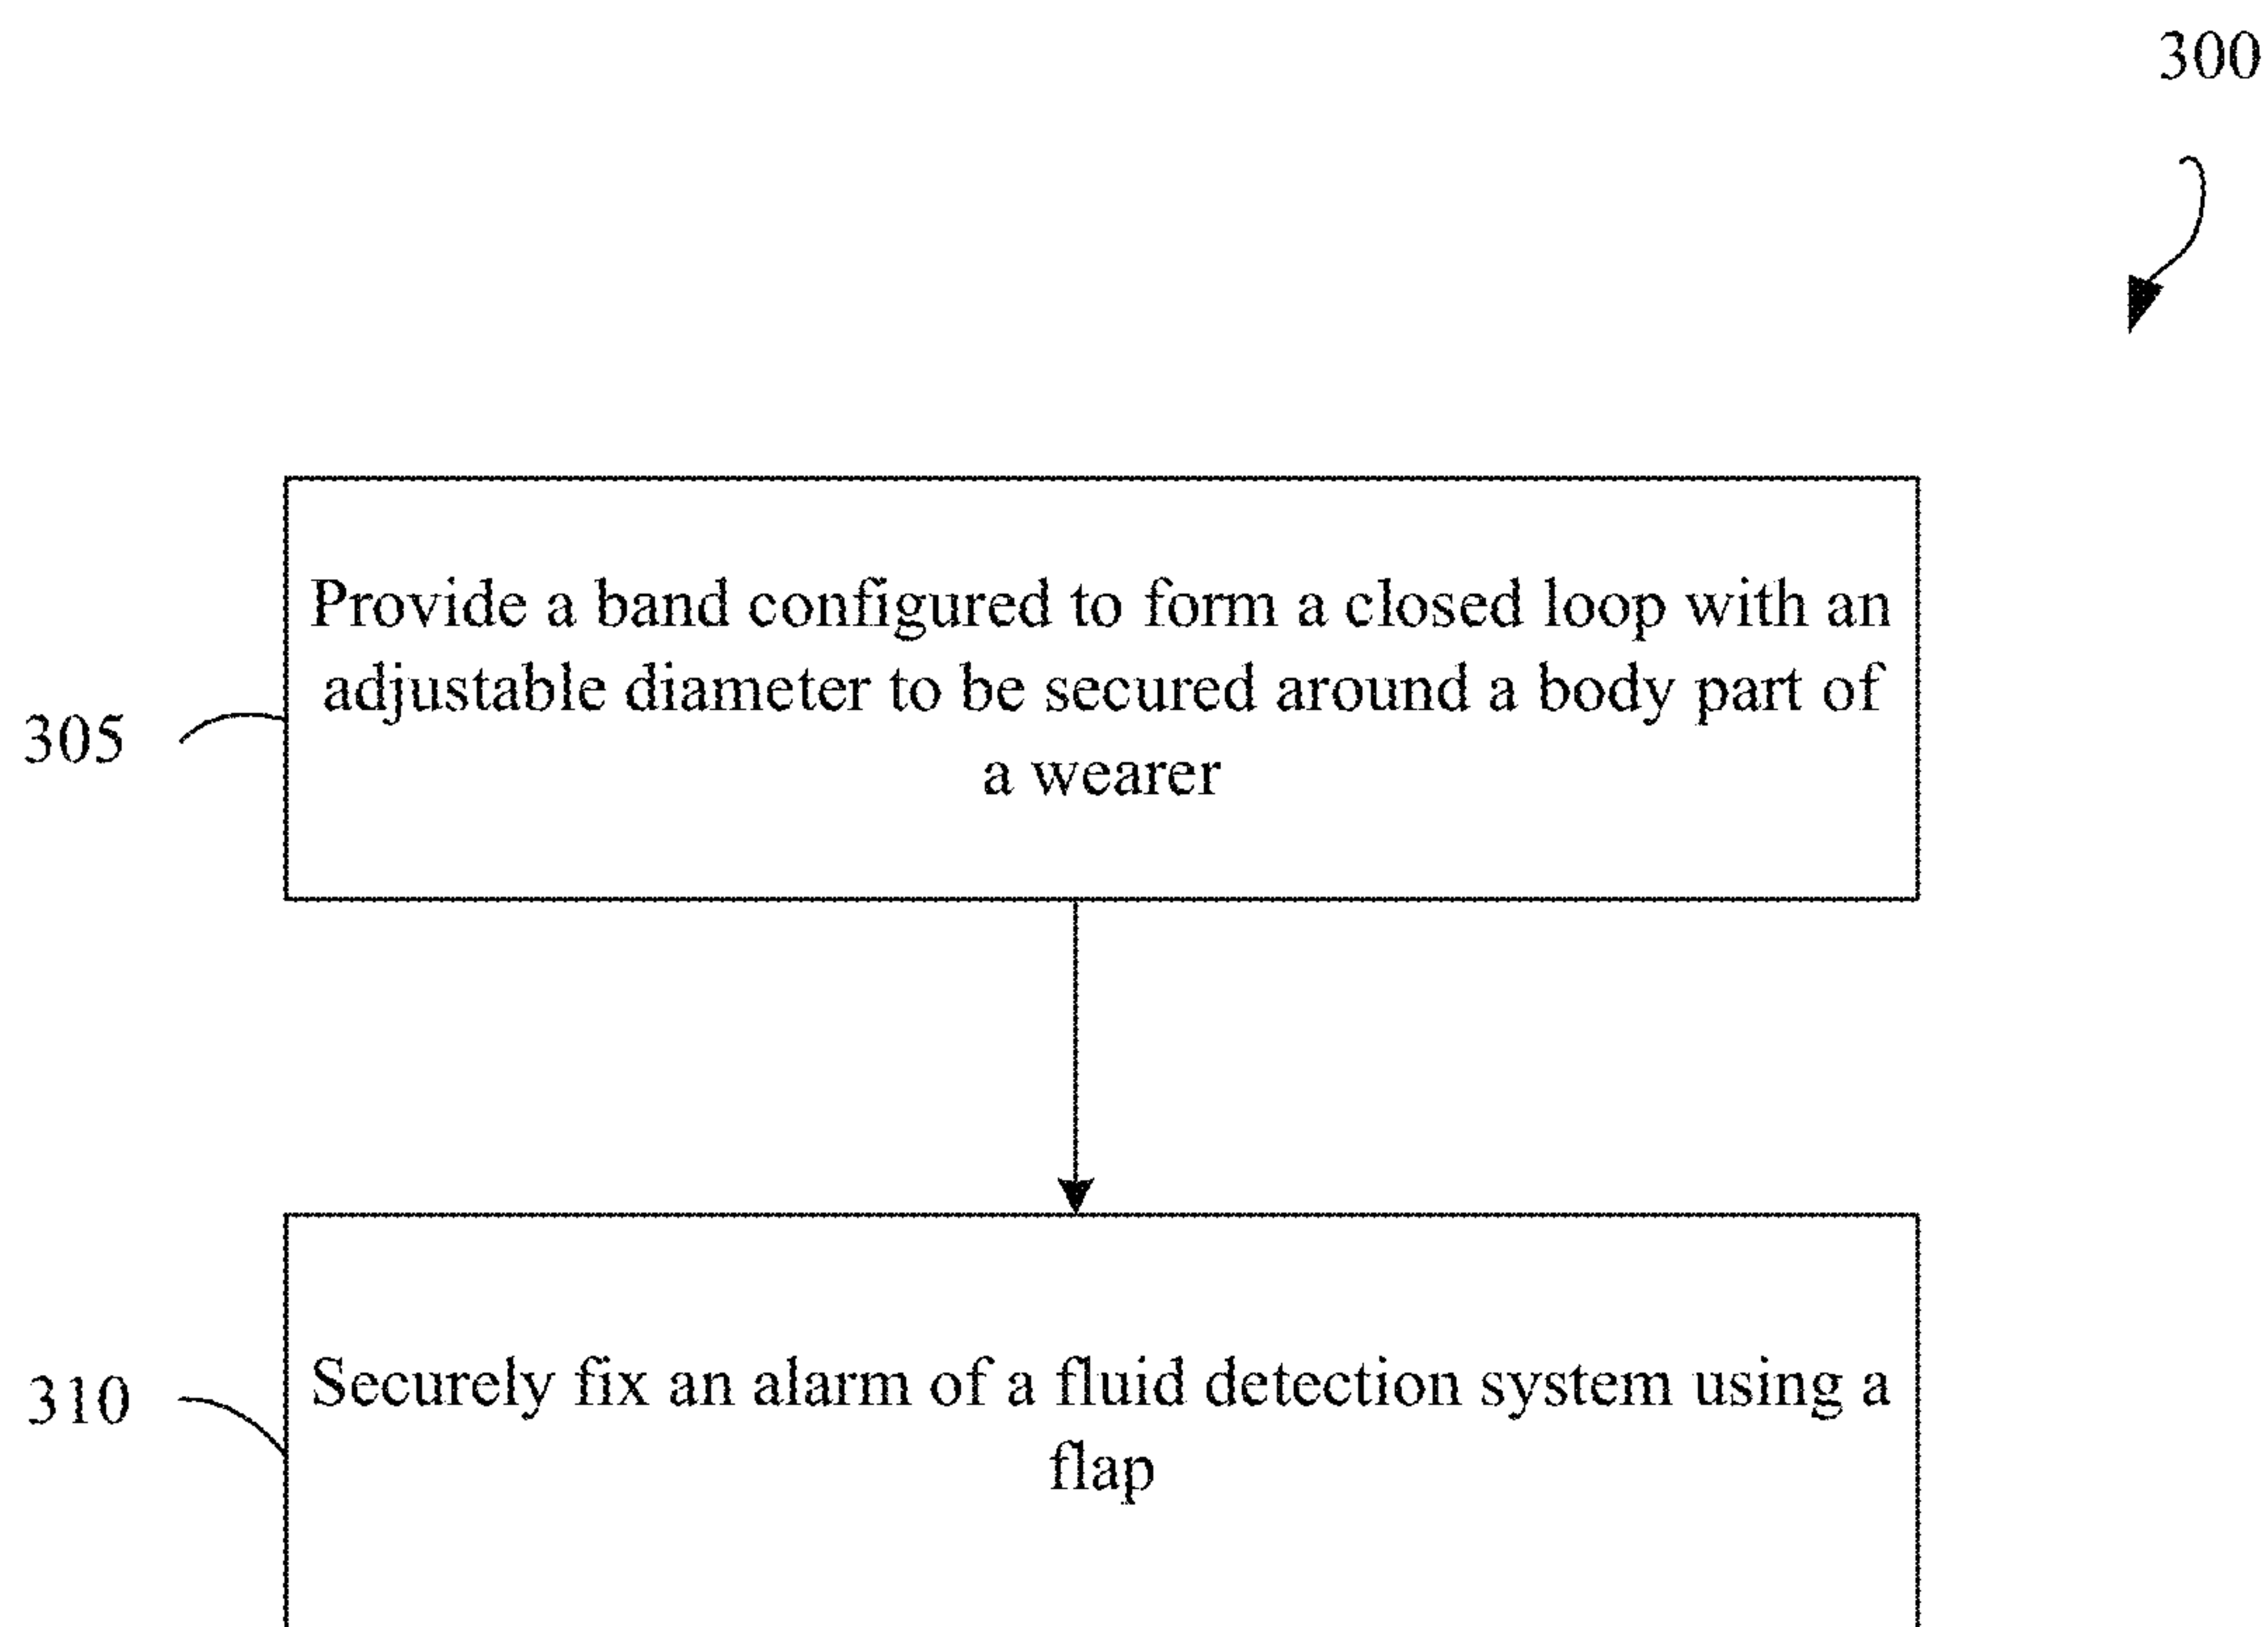 300
Provide a band configured to form a closed loop with an
adjustable diameter to be secured around a body part of
a wearer
305
Securely fix an alarm of a fluid detection system using a
flap
310